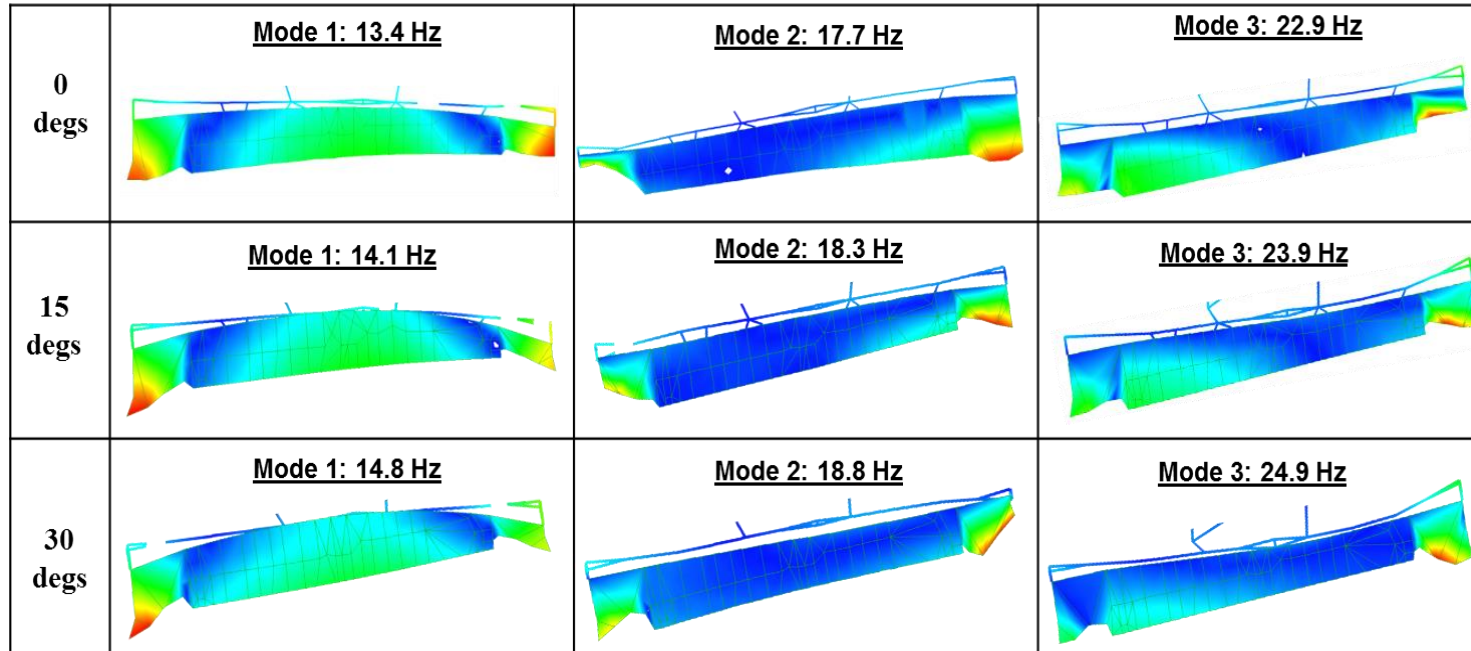 0
degs
Mode 1: 13.4 Hz
Mode 2: 17.7 Hz
Mode 3: 22.9 Hz
15
degs
Mode 1: 14.1 Hz
Mode 2: 18.3 Hz
Mode 3: 23.9 Hz
30
degs
Mode 1: 14.8 Hz
Mode 2: 18.8 Hz
Mode 3: 24.9 Hz